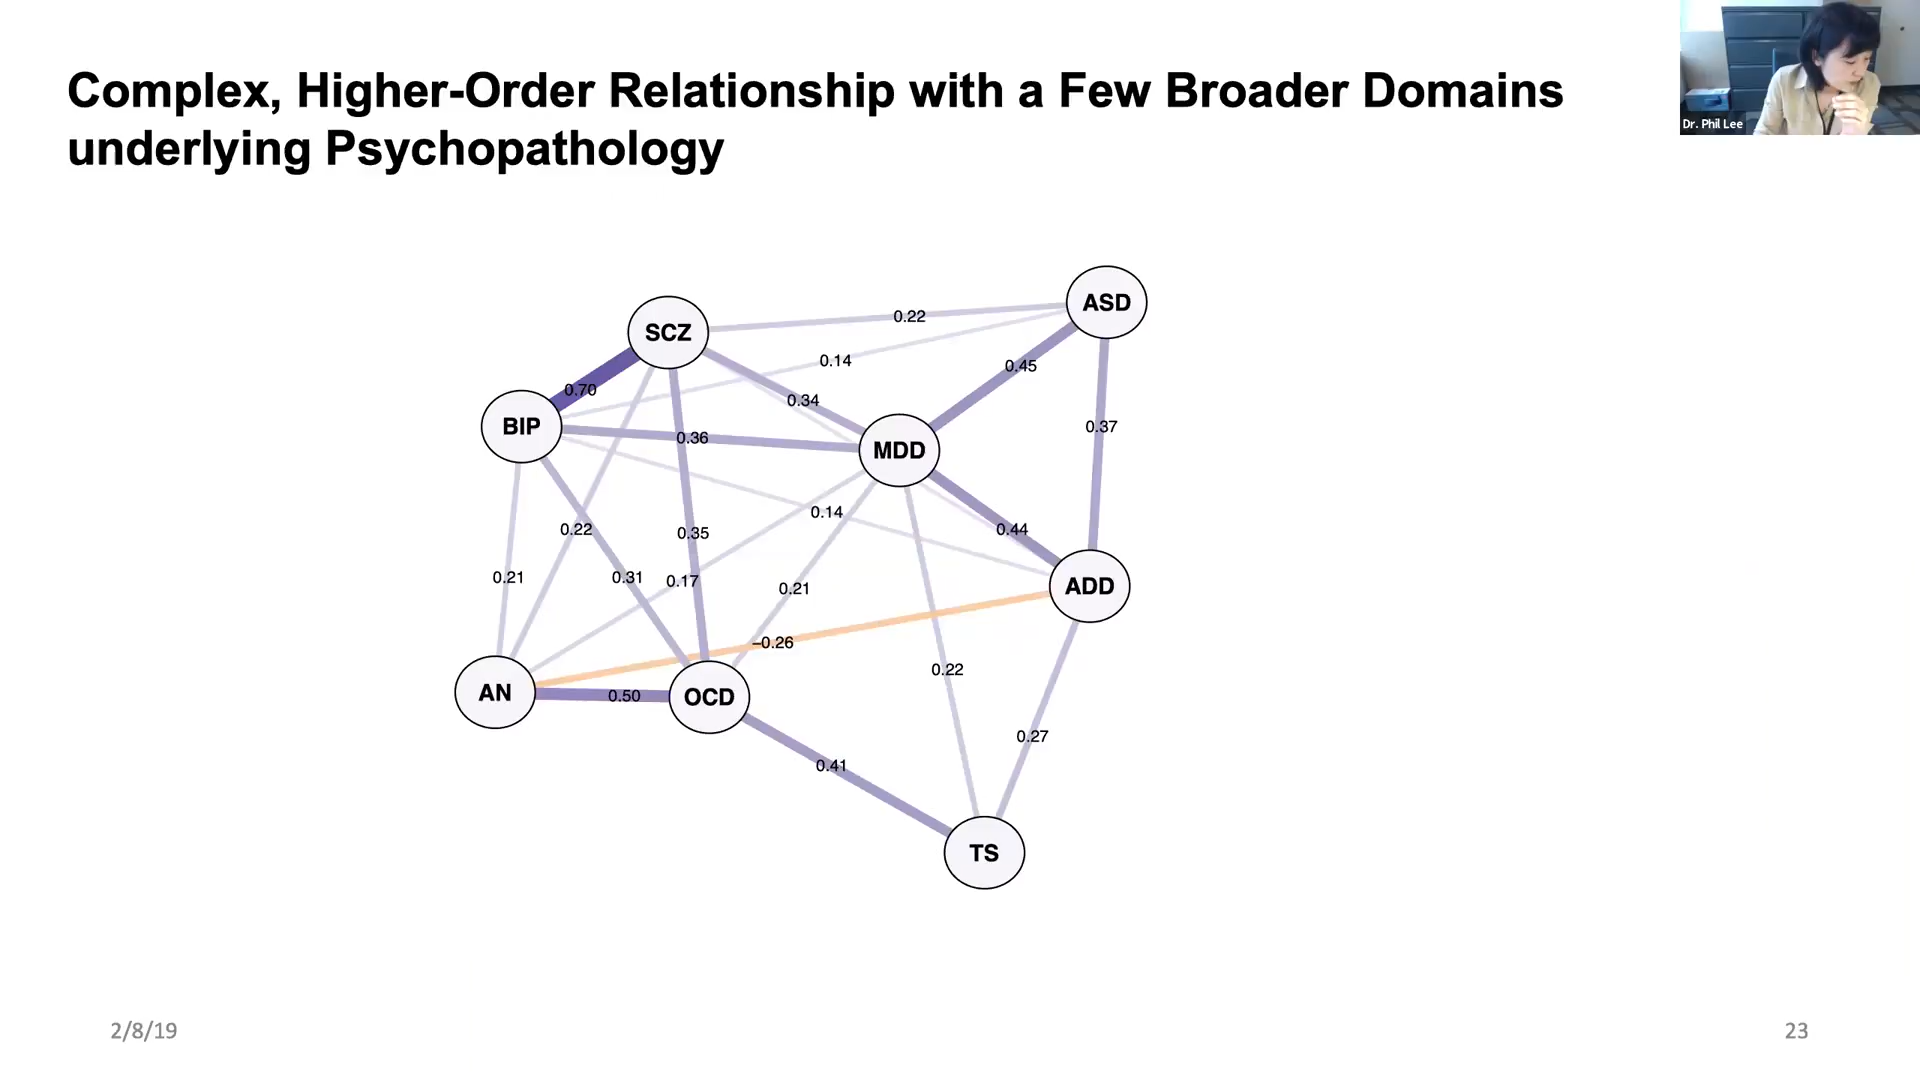 Complex, Higher-Order Relationship with a Few Broader Domains
underlying Psychopathology
Dr. Phil Lee
ASD
SCZ
0.22
0.14
0.45
0.70
0.34
BIP
0.37
0.36
MDD
0.14
0.22
0.35
0.44
0.21
0.31
0.17
0.21
ADD
−0.26
0.22
AN
0.50
OCD
0.27
0.41
TS
2/8/19
23